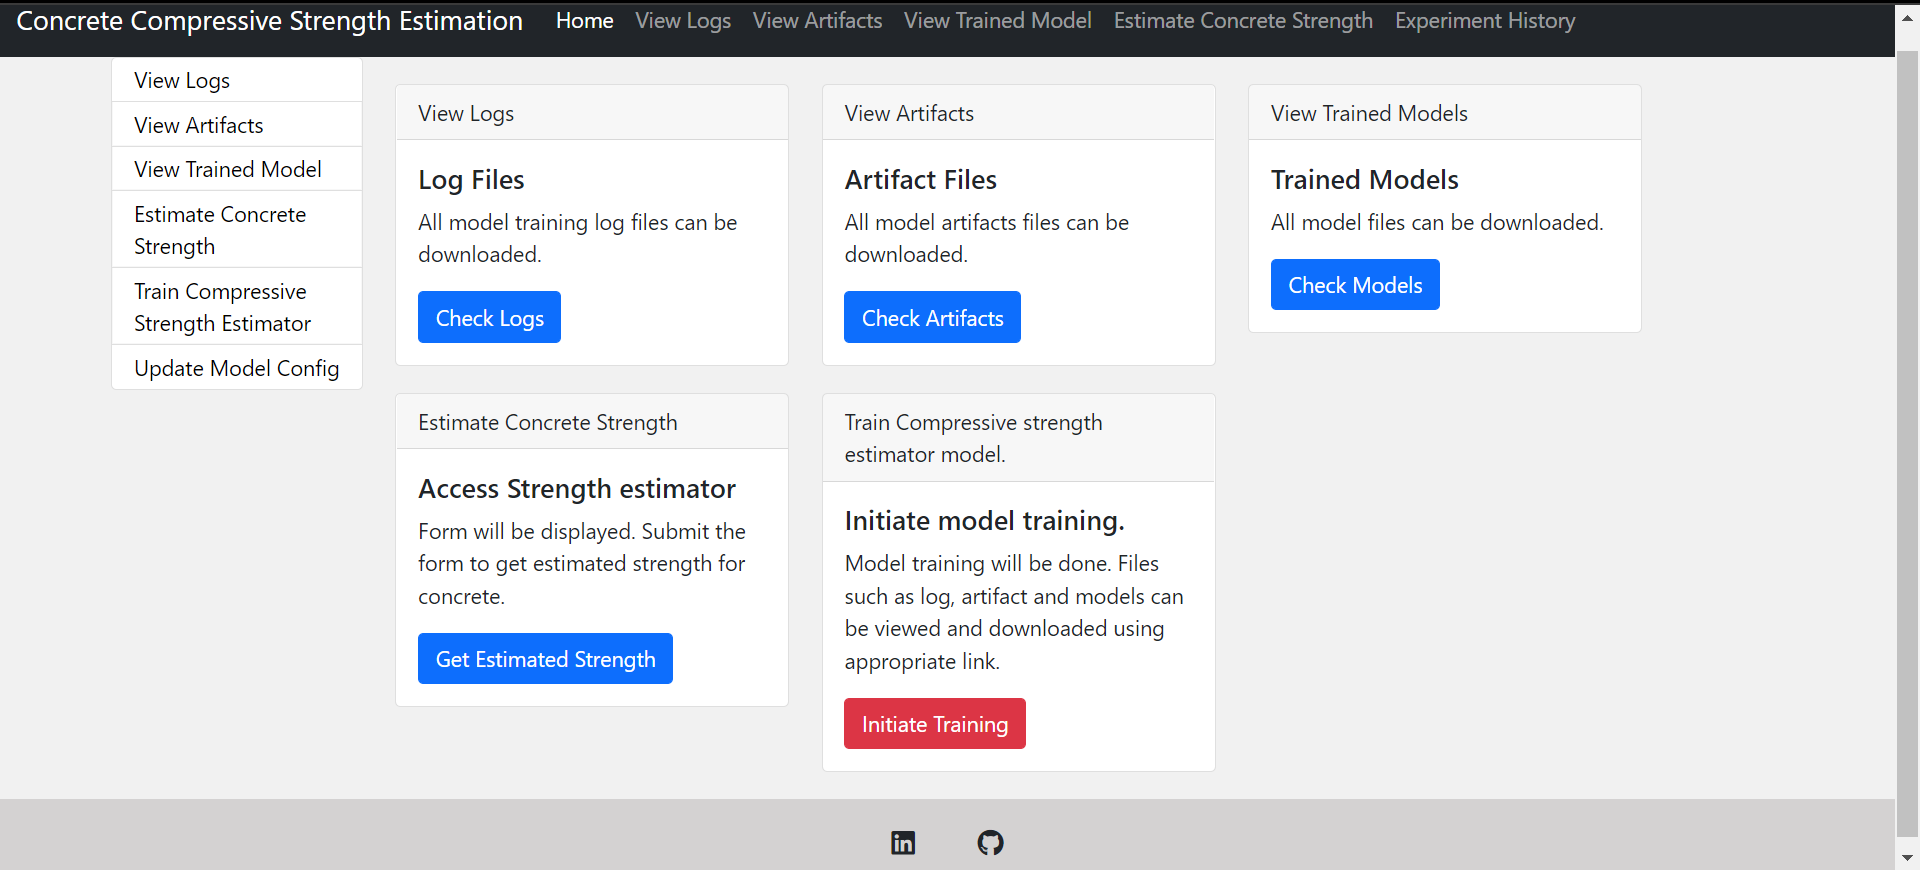 Concrete Compressive Strength Estimation Home View Logs View Artifacts View Trained Model Estimate Concrete Strength Experiment History
View Logs
View Artifacts
View Trained Model
Estimate Concrete
Strength
Train Compressive
Strength Estimator
Update Model Config
View Logs
Log Files
All model training log files can be
downloaded.
Check Logs
View Artifacts
Artifact Files
All model artifacts files can be
downloaded.
Check Artifacts
View Trained Models
Trained Models
All model files can be downloaded.
Check Models
Estimate Concrete Strength
Access Strength estimator
Form will be displayed. Submit the
form to get estimated strength for
concrete.
Get Estimated Strength
Train Compressive strength
estimator model.
Initiate model training.
Model training will be done. Files
such as log, artifact and models can
be viewed and downloaded using
appropriate link.
Initiate Training
in